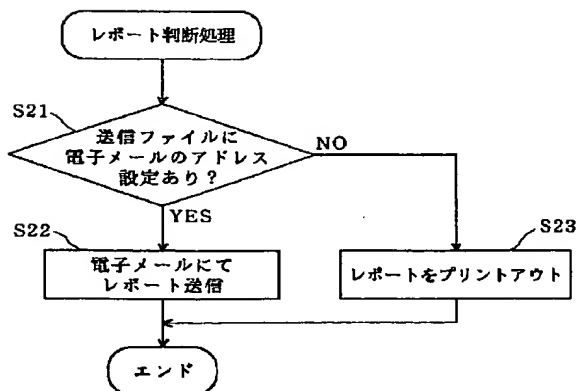 レポート判断処理
S21
送信ファイルに
電子メールのアドレス
設定あり？
NO
YES
S22
電子メールにて
レポート送信
S23
レポートをプリントアウト
エンド